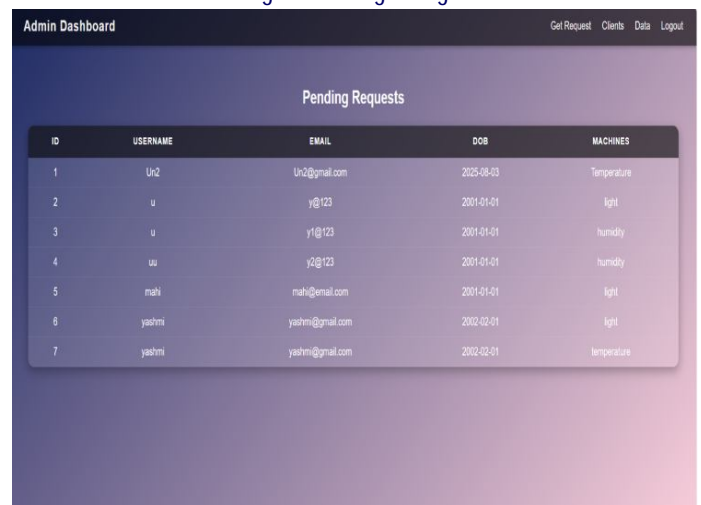 Admin Dashboard Get Request Clients Data Logout
Pending Requests
ID USERNAME EMAIL DOB MACHINES
1 Un2 Un2@gmail.com 2025-08-03 Temperature
2 u y@123 2001-01-01 light
3 u y1@123 2001-01-01 humidity
4 uu y2@123 2001-01-01 humidity
5 mahi mahi@email.com 2001-01-01 light
6 yashmi yashmi@gmail.com 2002-02-01 light
7 yashmi yashmi@gmail.com 2002-02-01 temperature